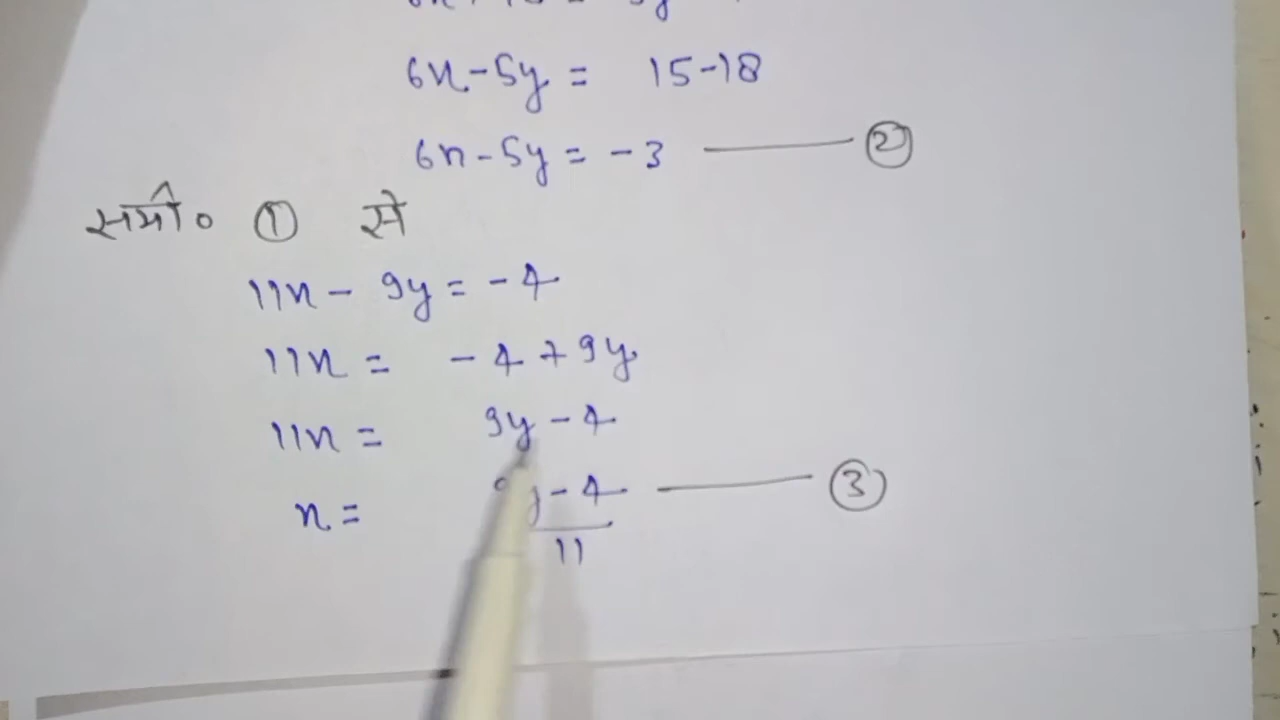 6x-5y = 15-18
6x-5y = -3 ② 
समी० ① से
11x - 9y = -4
11x = -4 + 9y
11x = 9y - 4
x = 9y - 4 / 11 ③